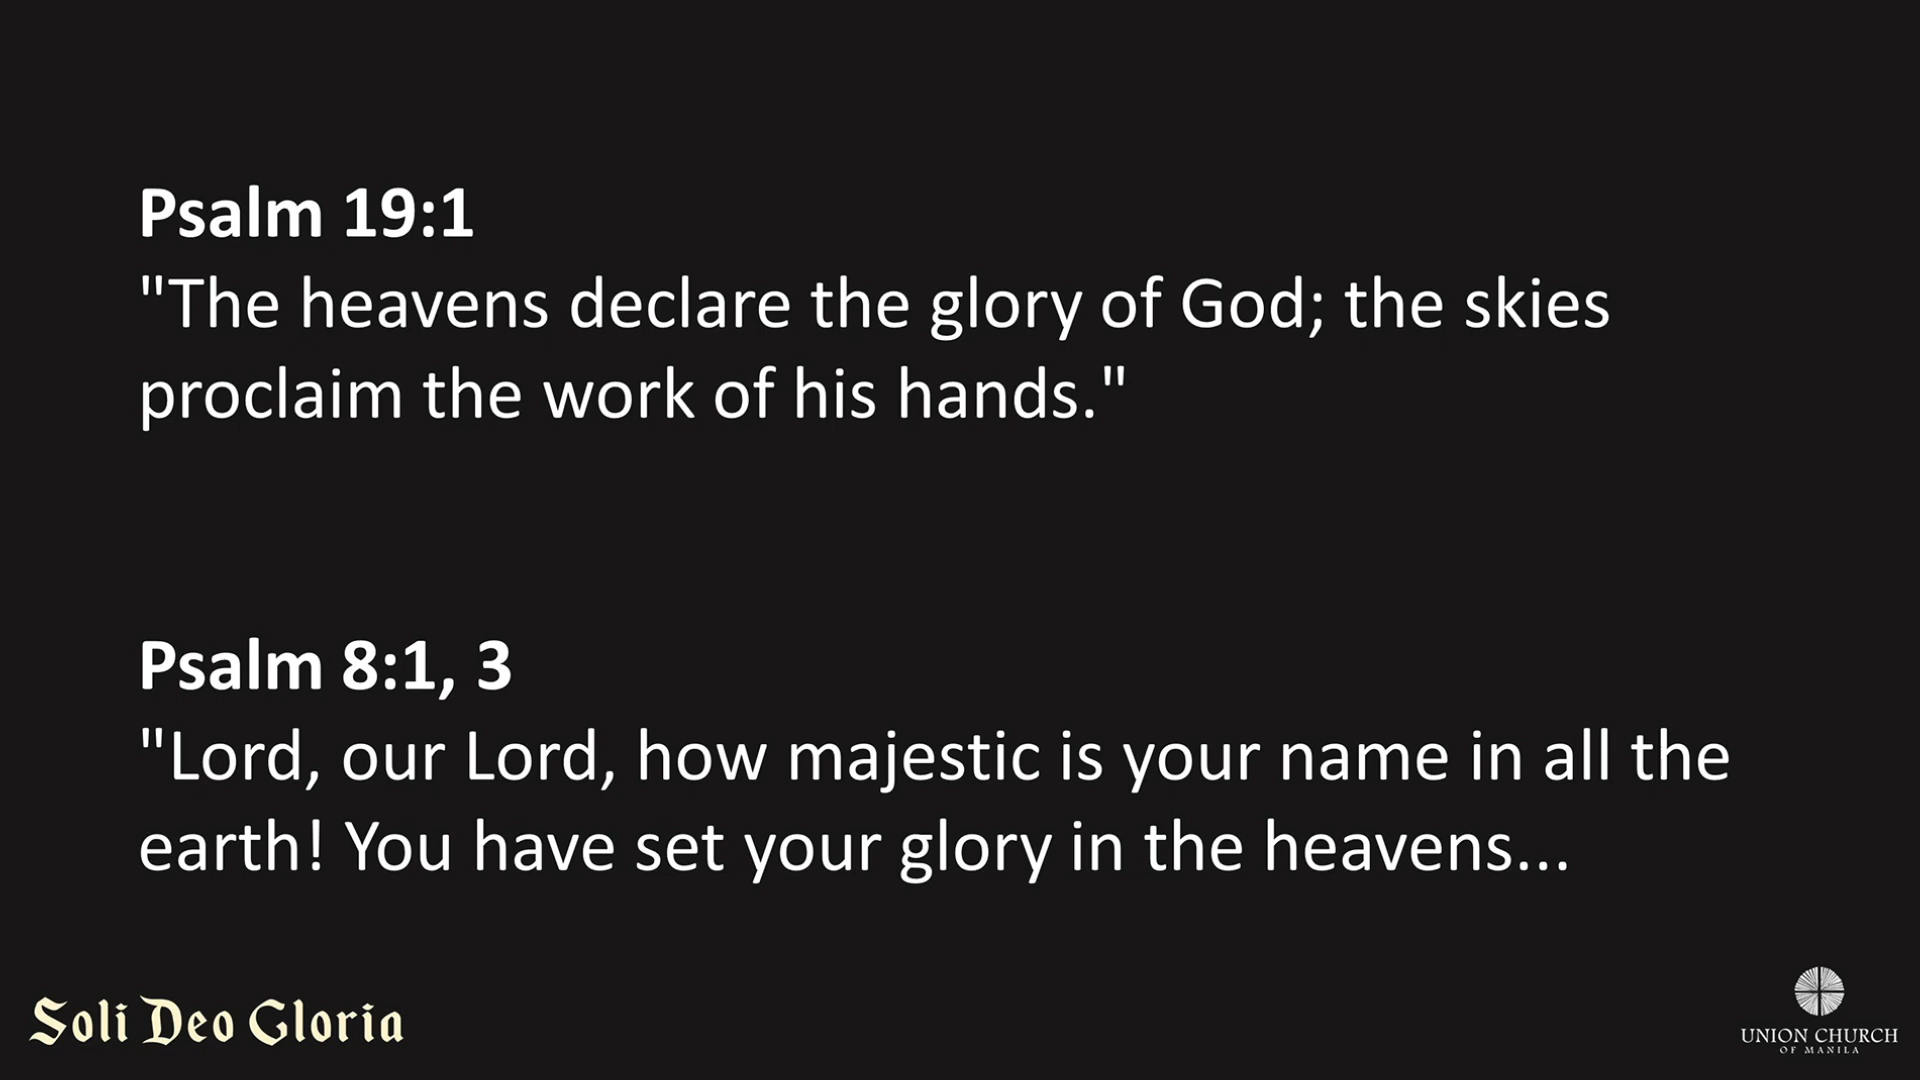 Psalm 19:1
"The heavens declare the glory of God; the skies
proclaim the work of his hands."
Psalm 8:1, 3
"Lord, our Lord, how majestic is your name in all the
earth! You have set your glory in the heavens...
Soli Deo Gloria
UNION CHURCH
OF MANILA